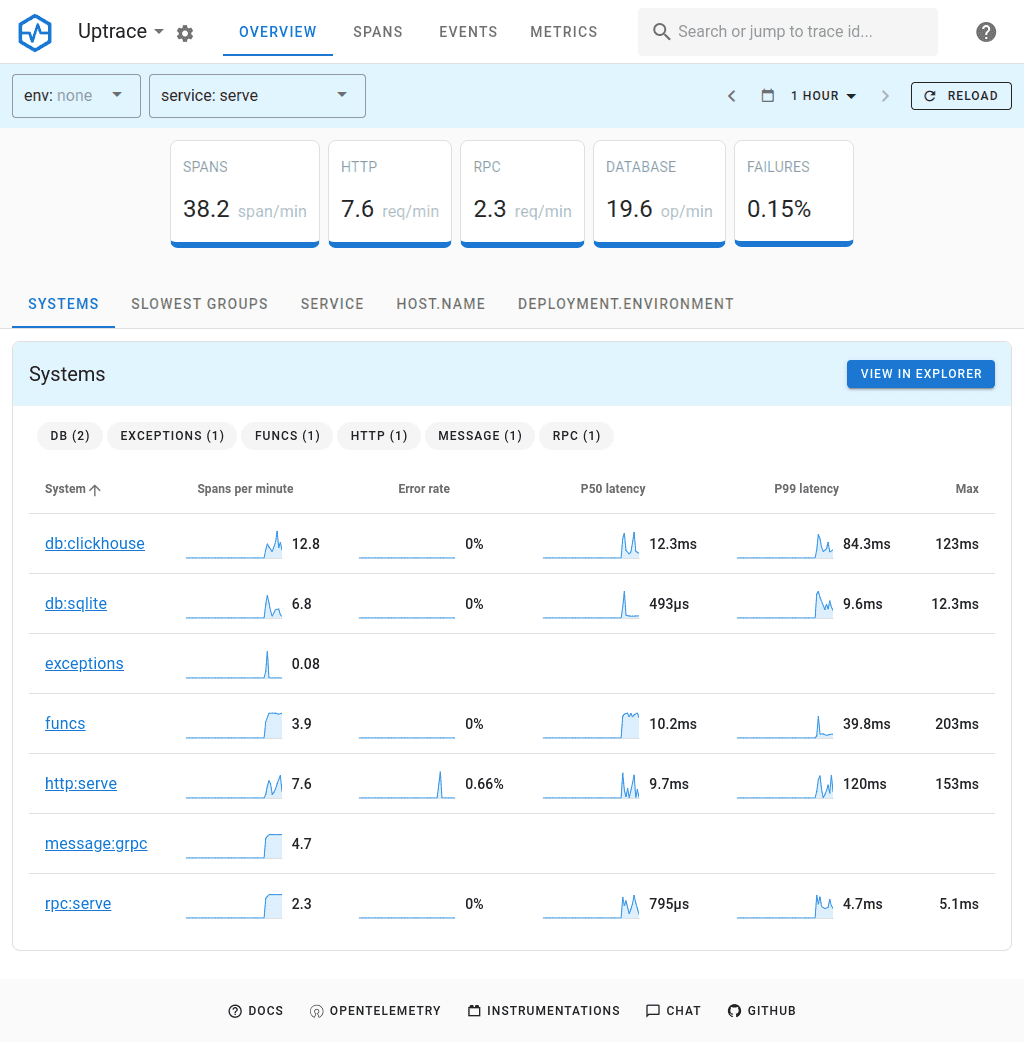 Uptrace OVERVIEW SPANS EVENTS METRICS Search or jump to trace id...
env: none service: serve 1 HOUR RELOAD
SPANS HTTP RPC DATABASE FAILURES
38.2 span/min 7.6 req/min 2.3 req/min 19.6 op/min 0.15%
SYSTEMS SLOWEST GROUPS SERVICE HOST.NAME DEPLOYMENT.ENVIRONMENT
Systems VIEW IN EXPLORER
DB (2) EXCEPTIONS (1) FUNCS (1) HTTP (1) MESSAGE (1) RPC (1)
System Spans per minute Error rate P50 latency P99 latency Max
db:clickhouse 12.8 0% 12.3ms 84.3ms 123ms
db:sqlite 6.8 0% 493µs 9.6ms 12.3ms
exceptions 0.08
funcs 3.9 0% 10.2ms 39.8ms 203ms
http:serve 7.6 0.66% 9.7ms 120ms 153ms
message:grpc 4.7
rpc:serve 2.3 0% 795µs 4.7ms 5.1ms
DOCS OPENTELEMETRY INSTRUMENTATIONS CHAT GITHUB